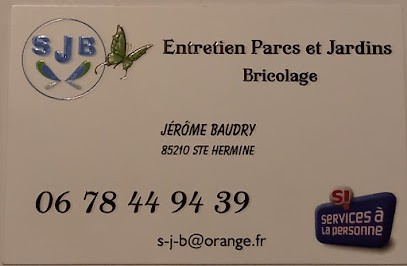 SJB
Entretien Parcs et Jardins
Bricolage
JÉRÔME BAUDRY
85210 STE HERMINE
06 78 44 94 39
s-j-b@orange.fr
SERVICES à
LA PERSONNE